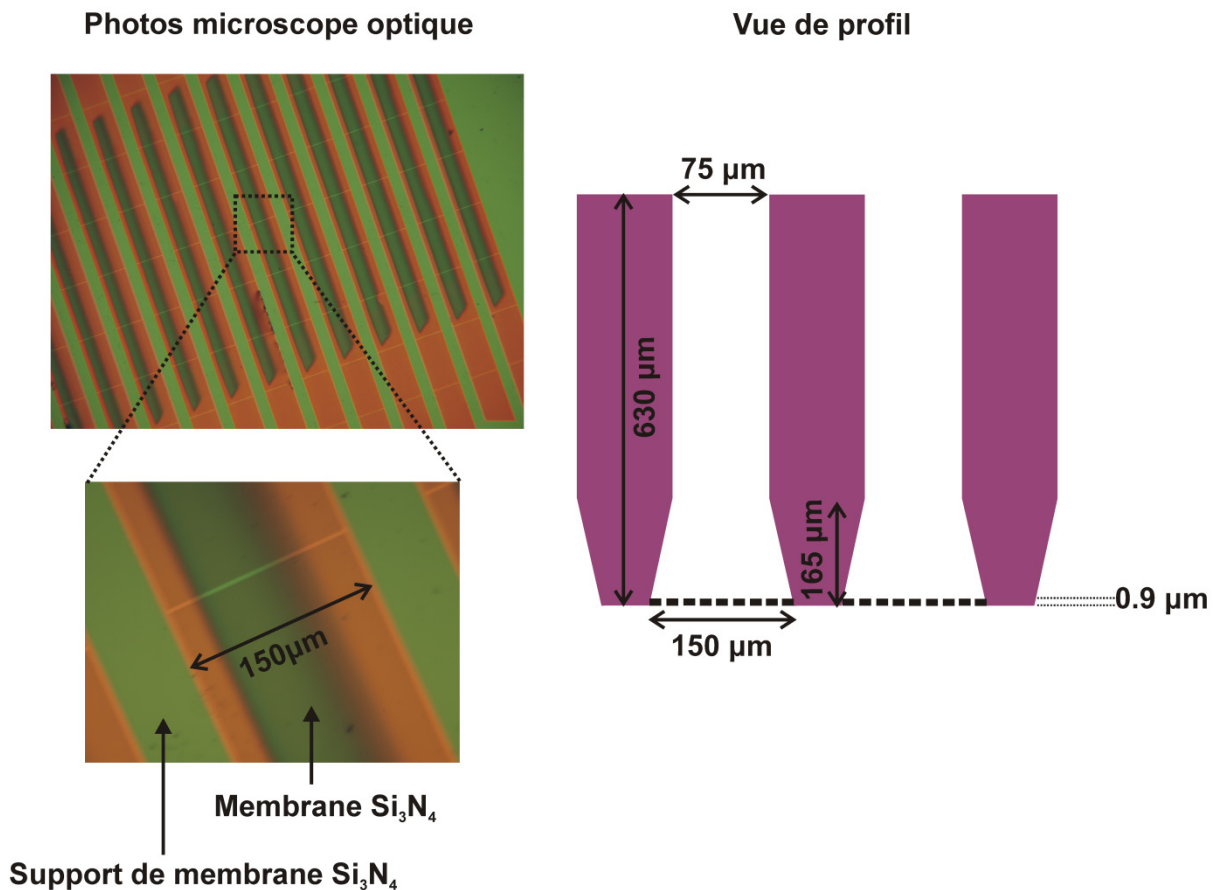 Photos microscope optique
Vue de profil
75 µm
630 µm
165 µm
0.9 µm
150 µm
150µm
Membrane Si₃N₄
Support de membrane Si₃N₄